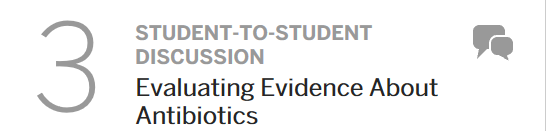 3
STUDENT-TO-STUDENT
DISCUSSION
Evaluating Evidence About
Antibiotics